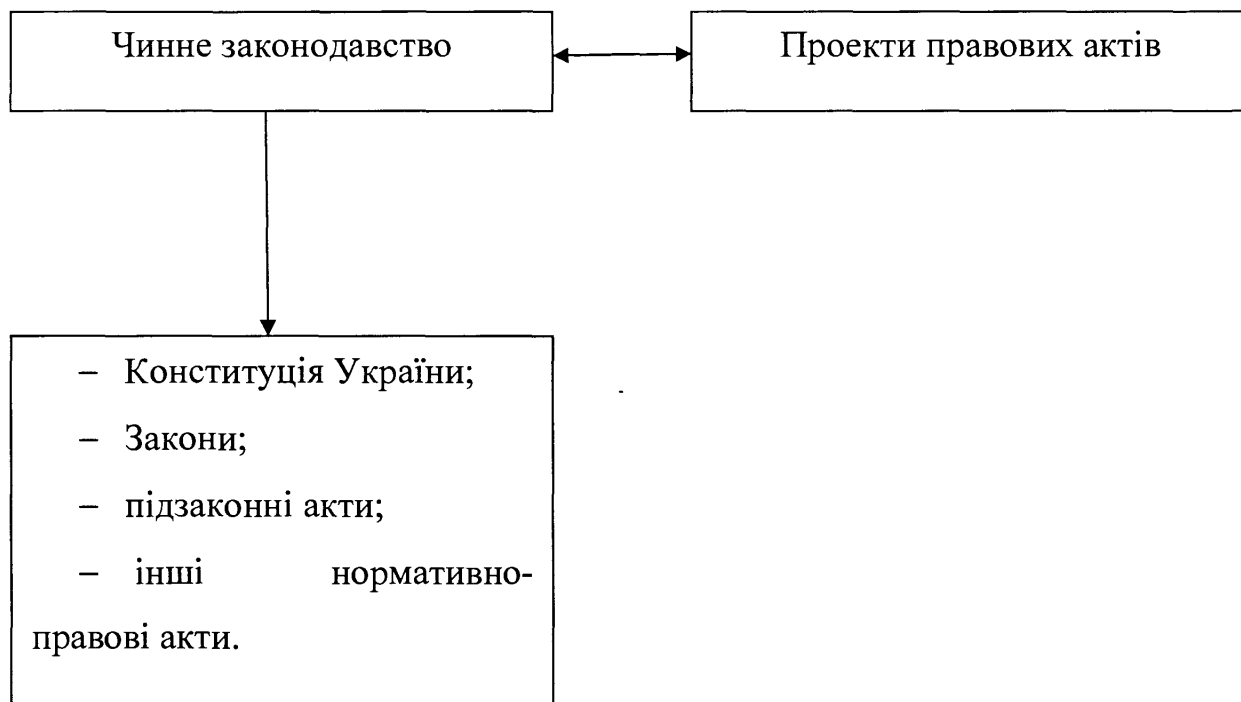 Чинне законодавство
Проекти правових актів
– Конституція України;
– Закони;
– підзаконні акти;
– інші нормативно-
правові акти.